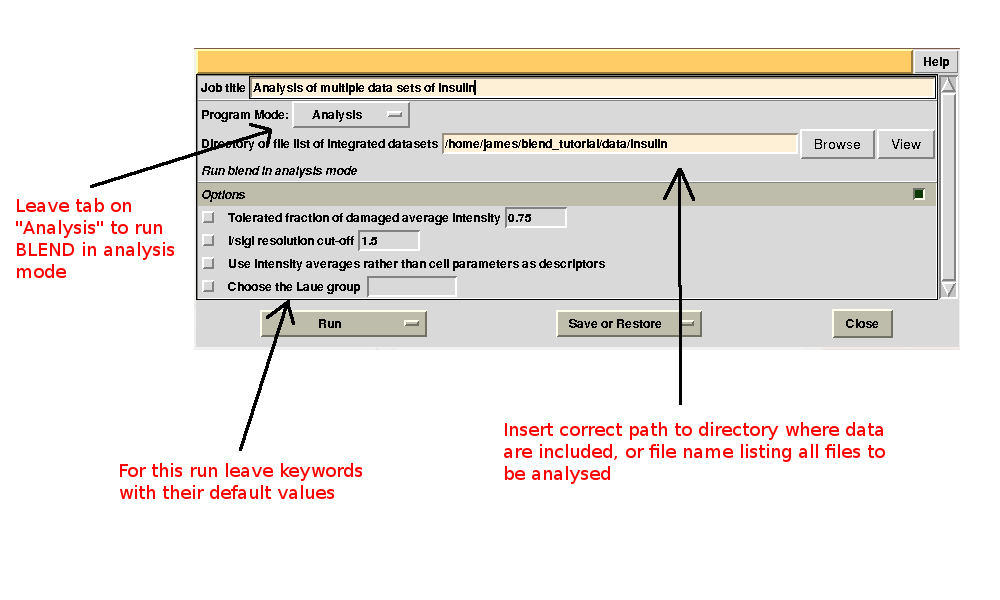 Help
Job title Analysis of multiple data sets of insulin
Program Mode: Analysis
Directory of file list of integrated datasets /home/james/blend_tutorial/data/insulin Browse View
Run blend in analysis mode
Options
Tolerated fraction of damaged average intensity 0.75
I/sigI resolution cut-off 1.5
Use intensity averages rather than cell parameters as descriptors
Choose the Laue group
Run Save or Restore Close
Leave tab on
"Analysis" to run
BLEND in analysis
mode
For this run leave keywords
with their default values
Insert correct path to directory where data
are included, or file name listing all files to
be analysed